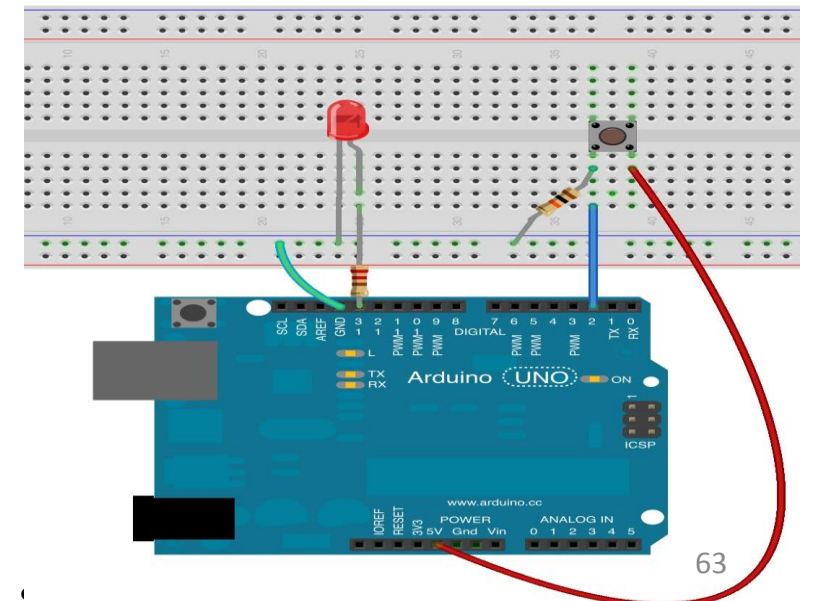 10 15 20 25 30 35 40 45
10 15 20 25 30 35 40 45
SCL SDA AREF GND 13 12 PWM 11 PWM 10 PWM 9 8 DIGITAL 7 PWM 6 PWM 5 4 PWM 3 2 TX 1 RX 0
L
TX
RX
Arduino UNO ON
1
ICSP
www.arduino.cc
POWER ANALOG IN
IOREF RESET 3V3 5V Gnd Vin 0 1 2 3 4 5
63